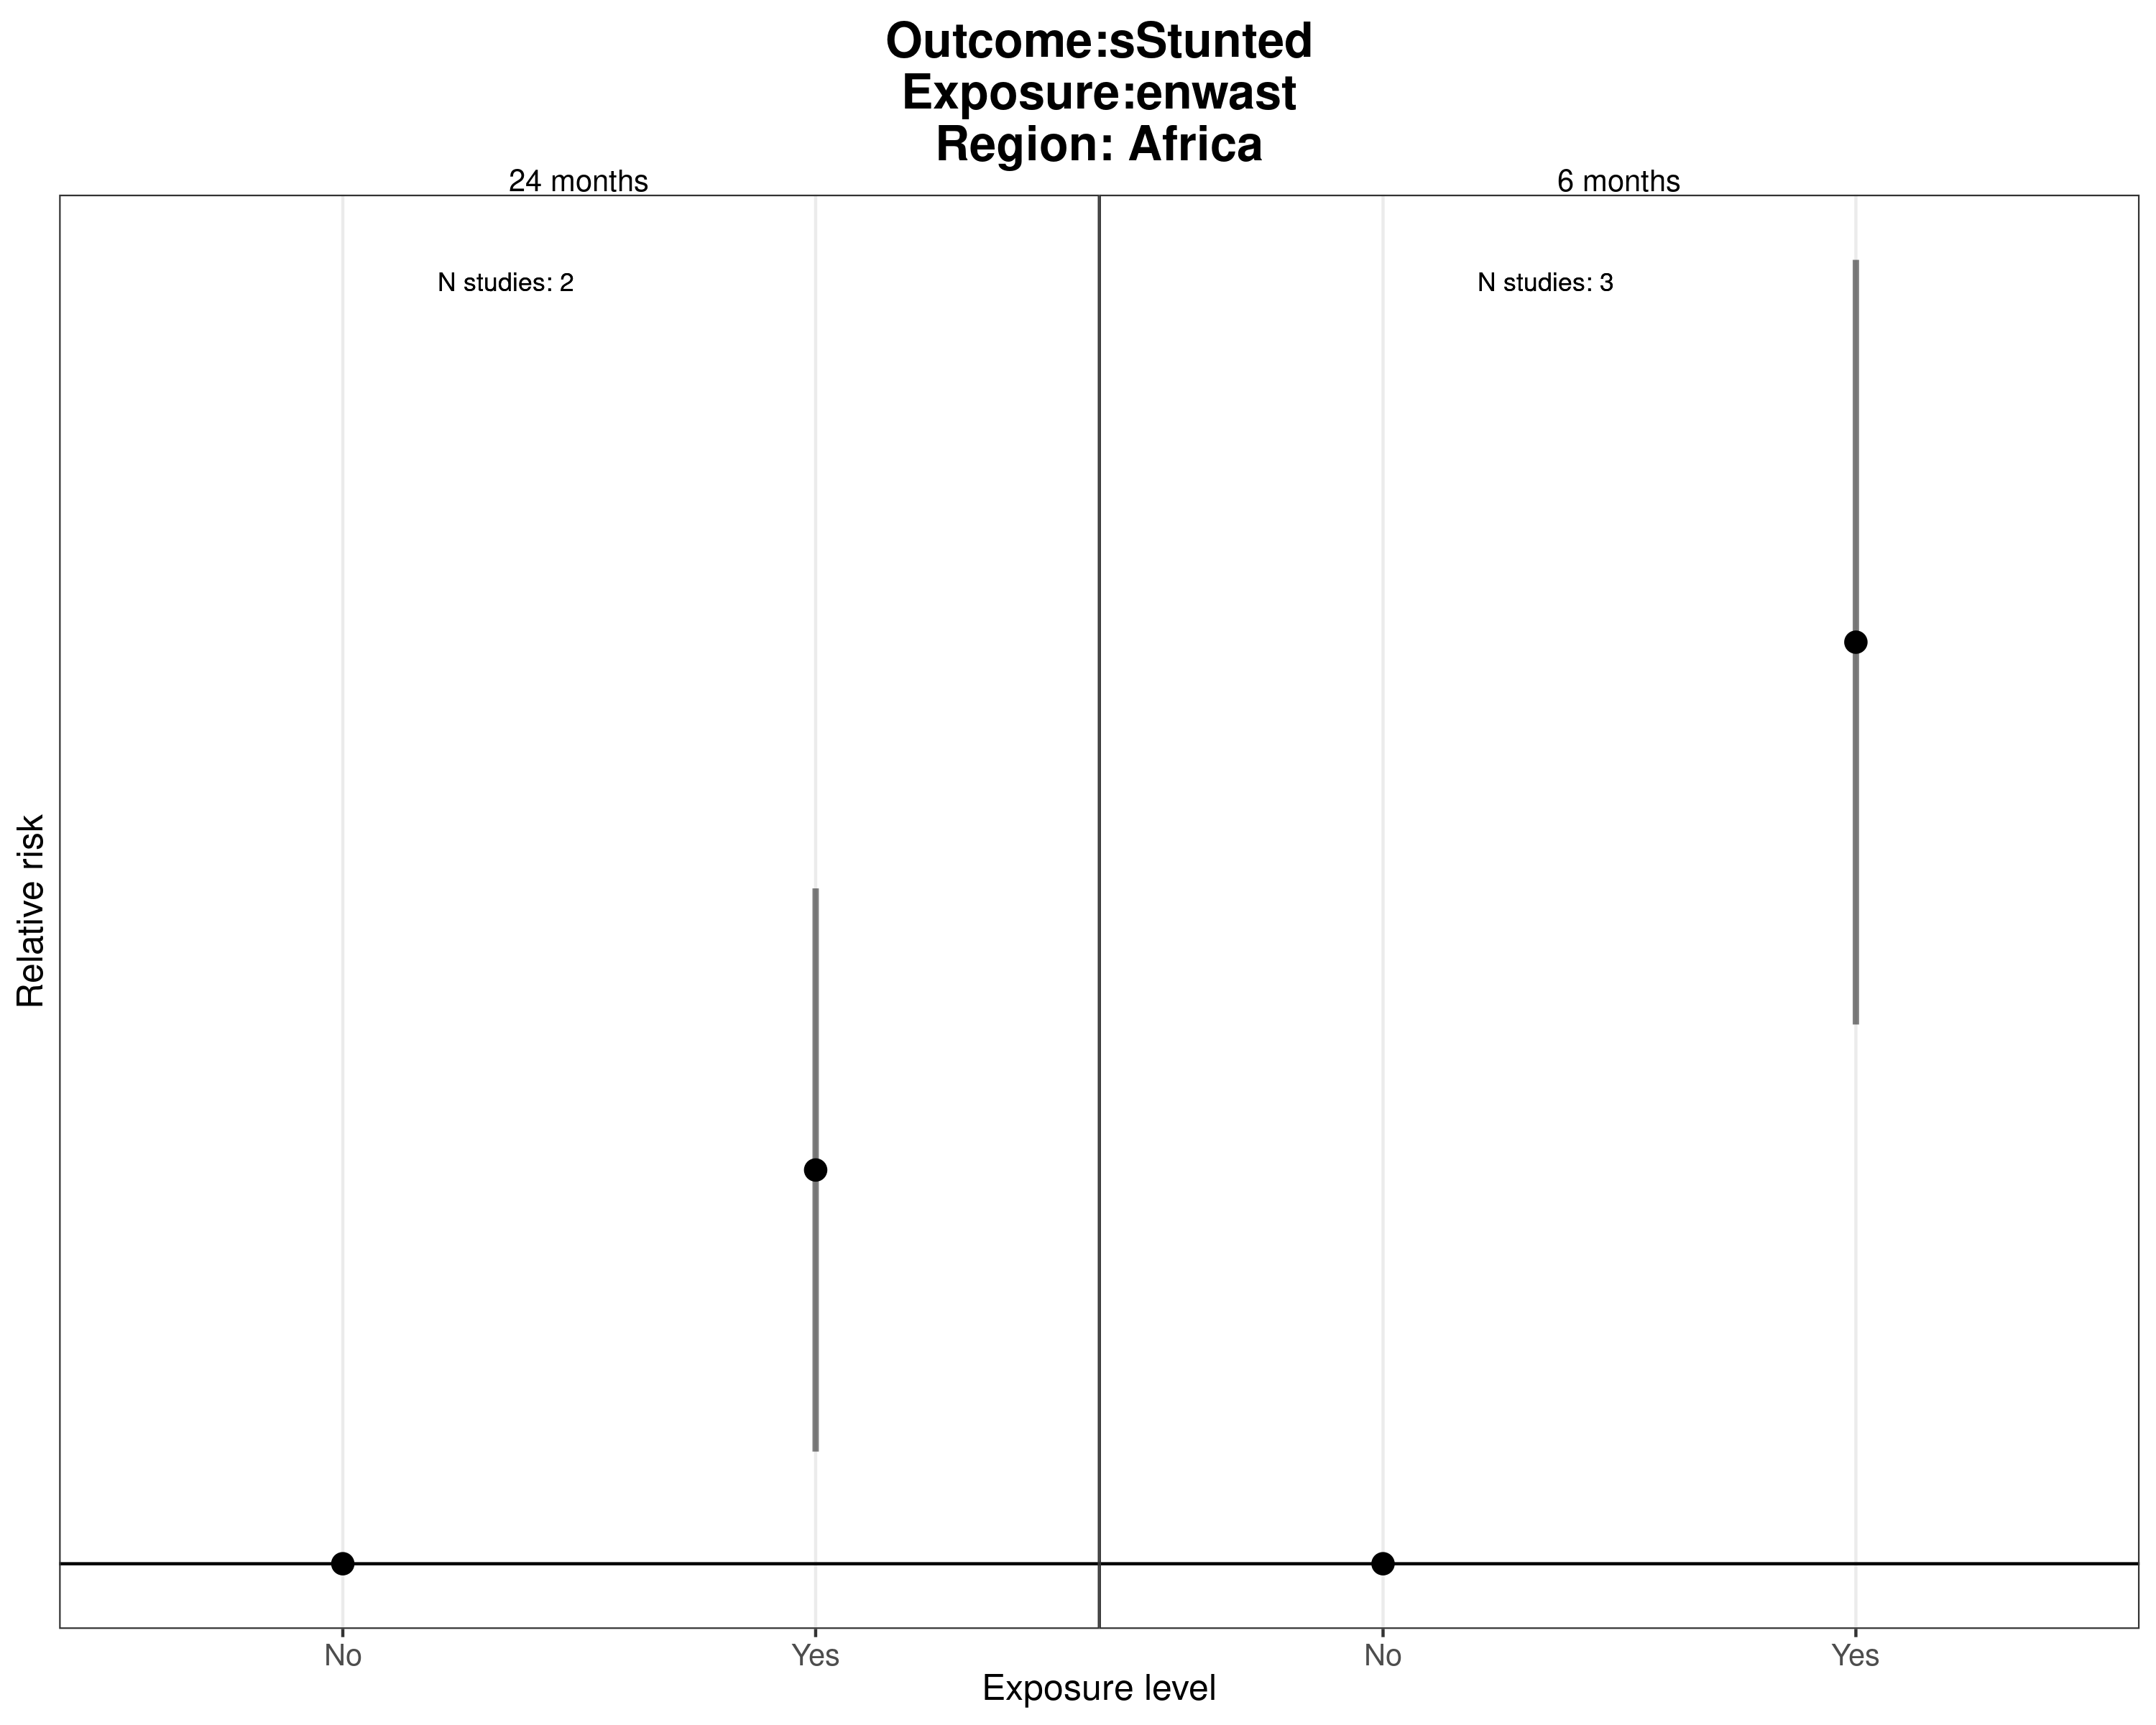 Outcome:sStunted
Exposure:enwast
Region: Africa
24 months
6 months
N studies: 2
N studies: 3
Relative risk
No
Yes
No
Yes
Exposure level